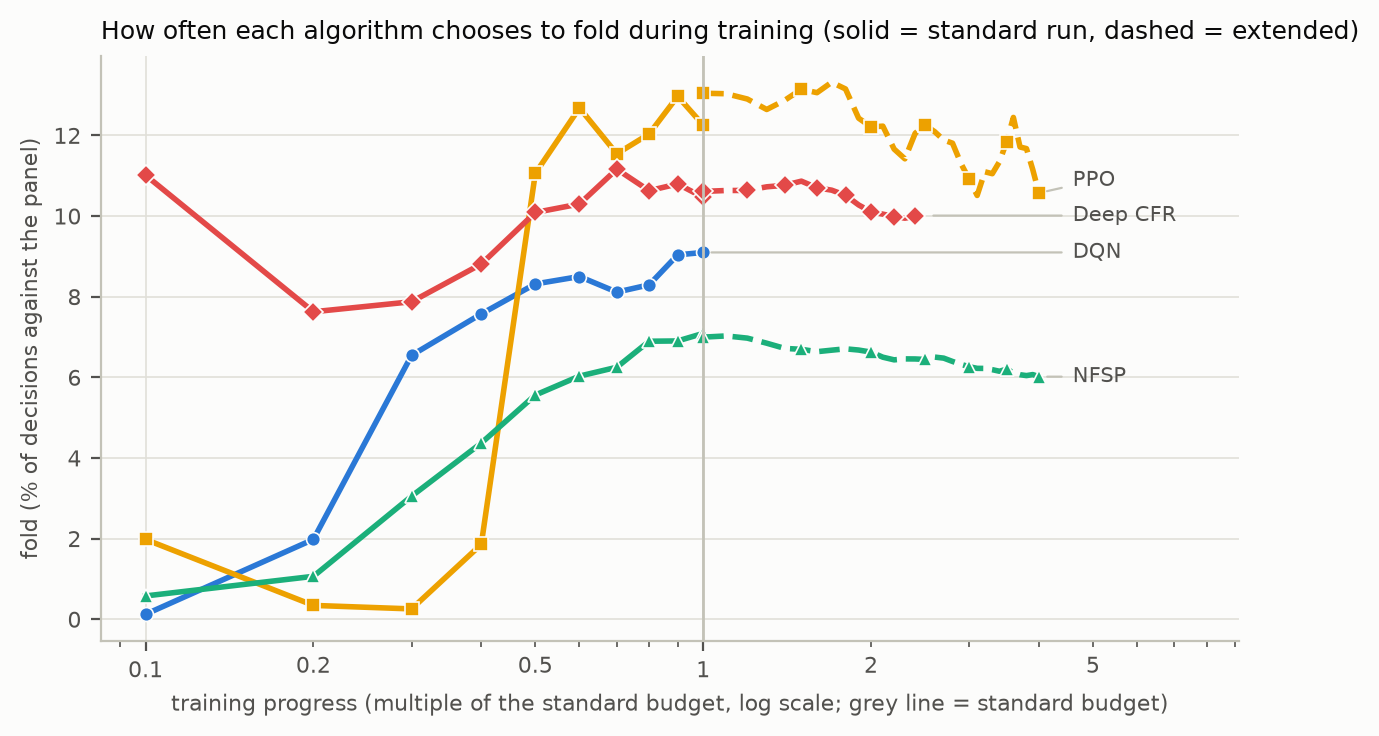 How often each algorithm chooses to fold during training (solid = standard run, dashed = extended)
fold (% of decisions against the panel)
12
10
8
6
4
2
0
PPO
Deep CFR
DQN
NFSP
0.1
0.2
0.5
1
2
5
training progress (multiple of the standard budget, log scale; grey line = standard budget)